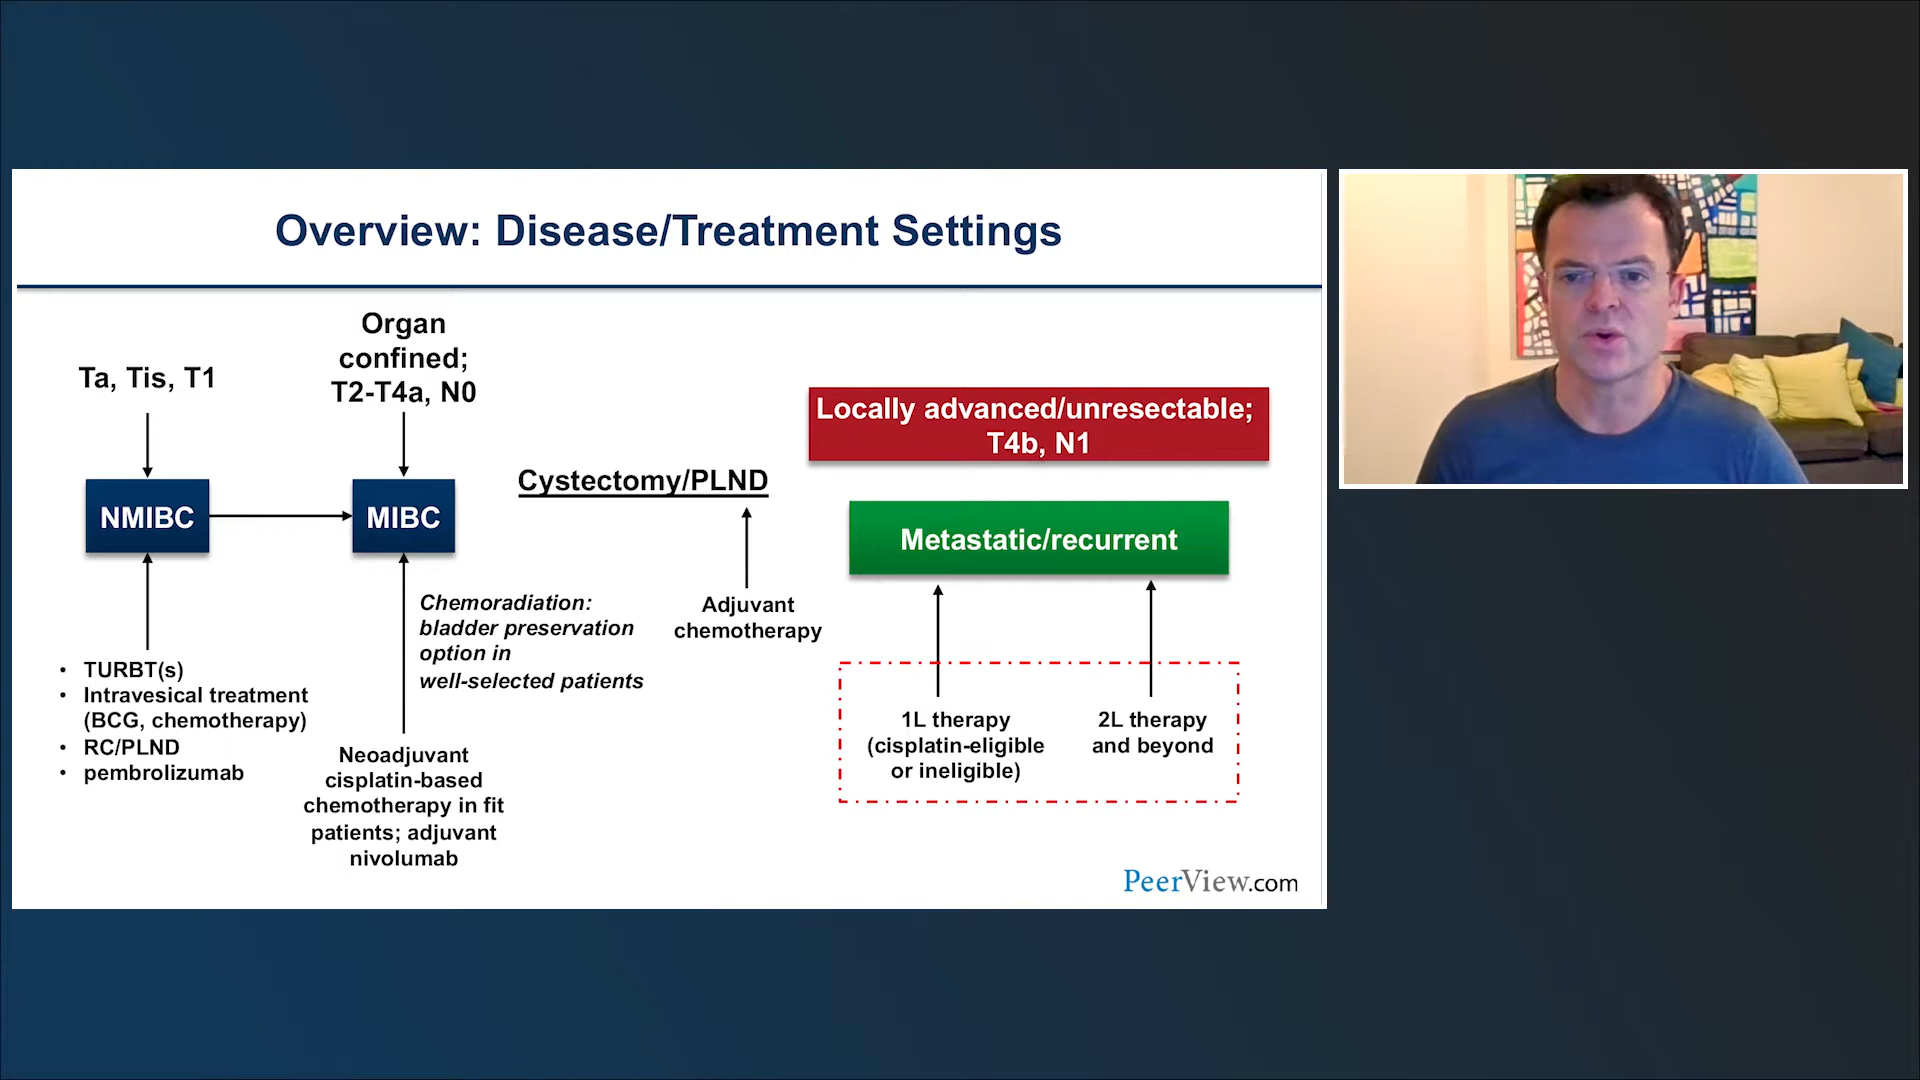 Overview: Disease/Treatment Settings
Ta, Tis, T1
Organ
confined;
T2-T4a, N0
NMIBC
MIBC
Cystectomy/PLND
Locally advanced/unresectable;
T4b, N1
Metastatic/recurrent
• TURBT(s)
• Intravesical treatment
(BCG, chemotherapy)
• RC/PLND
• pembrolizumab
Chemoradiation:
bladder preservation
option in
well-selected patients
Neoadjuvant
cisplatin-based
chemotherapy in fit
patients; adjuvant
nivolumab
Adjuvant
chemotherapy
1L therapy
(cisplatin-eligible
or ineligible)
2L therapy
and beyond
PeerView.com